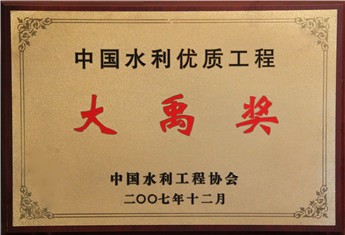 中国水利优质工程
大禹奖
中国水利工程协会
二〇〇七年十二月